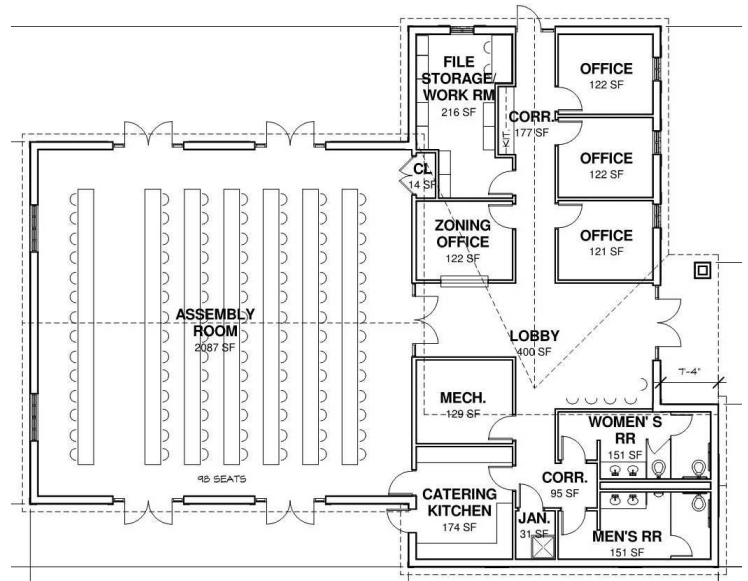 FILE
STORAGE/
WORK RM
216 SF
OFFICE
122 SF
CORR.
177 SF
OFFICE
122 SF
CL
14 SF
ZONING
OFFICE
122 SF
OFFICE
121 SF
ASSEMBLY
ROOM
2087 SF
LOBBY
400 SF
7'-4"
MECH.
129 SF
WOMEN' S
RR
151 SF
98 SEATS
CATERING
KITCHEN
174 SF
CORR.
95 SF
JAN.
31 SF
MEN'S RR
151 SF